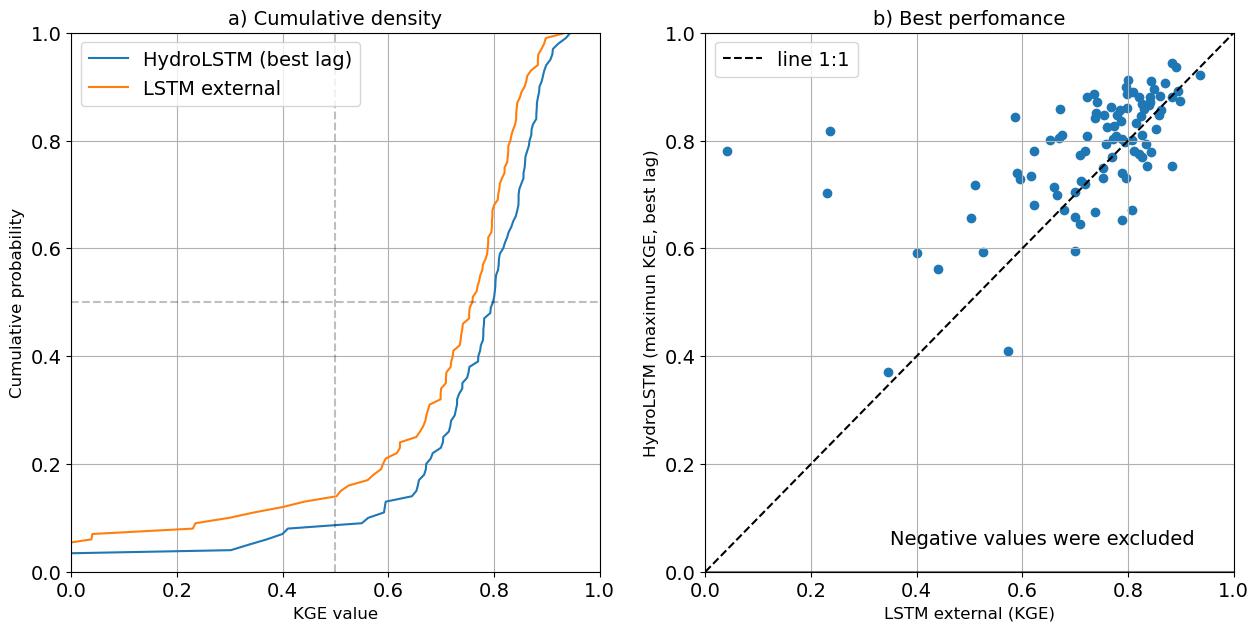 a) Cumulative density
HydroLSTM (best lag)
LSTM external
Cumulative probability
1.0
0.8
0.6
0.4
0.2
0.0
0.0 0.2 0.4 0.6 0.8 1.0
KGE value
b) Best perfomance
line 1:1
HydroLSTM (maximun KGE, best lag)
1.0
0.8
0.6
0.4
0.2
0.0
Negative values were excluded
0.0 0.2 0.4 0.6 0.8 1.0
LSTM external (KGE)